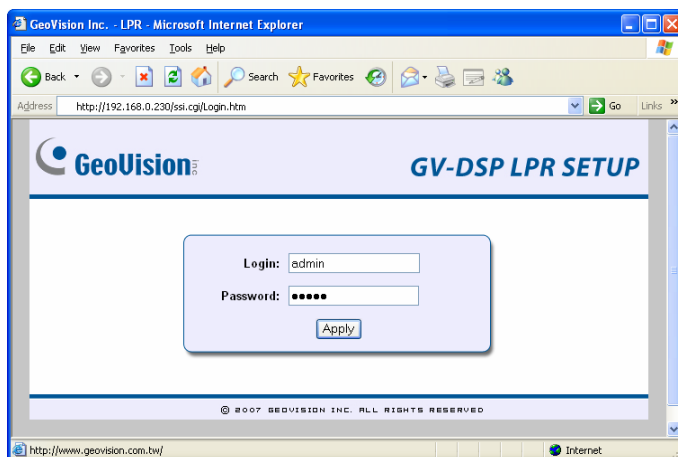 GeoVision Inc. - LPR - Microsoft Internet Explorer
File Edit View Favorites Tools Help
Back Search Favorites
Address http://192.168.0.230/ssi.cgi/Login.htm Go Links »
GeoVision inc
GV-DSP LPR SETUP
Login: admin
Password: ●●●●●
Apply
© 2007 GEOVISION INC. ALL RIGHTS RESERVED
http://www.geovision.com.tw/ Internet